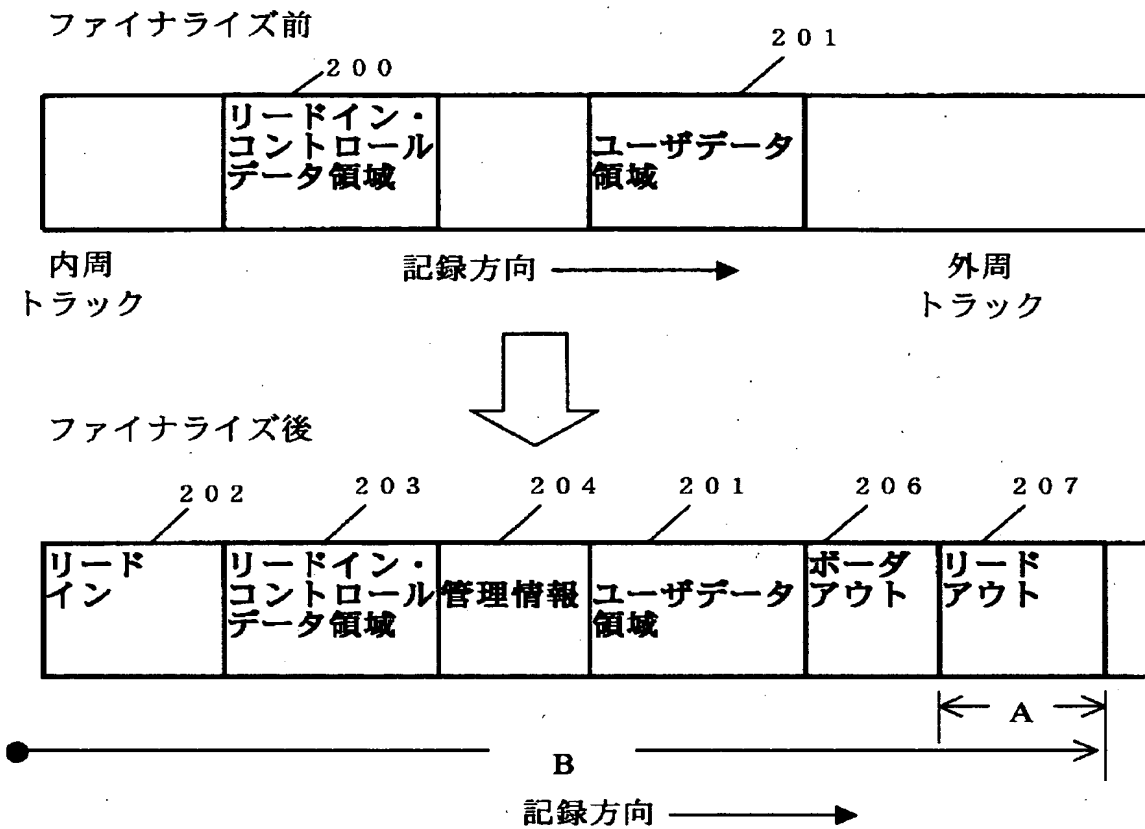 ファイナライズ前
200
201
リードイン・
コントロール
データ領域
ユーザデータ
領域
内周
トラック
記録方向
外周
トラック
ファイナライズ後
202
203
204
201
206
207
リード
イン
リードイン・
コントロール
データ領域
管理情報
ユーザデータ
領域
ボーダ
アウト
リード
アウト
A
B
記録方向